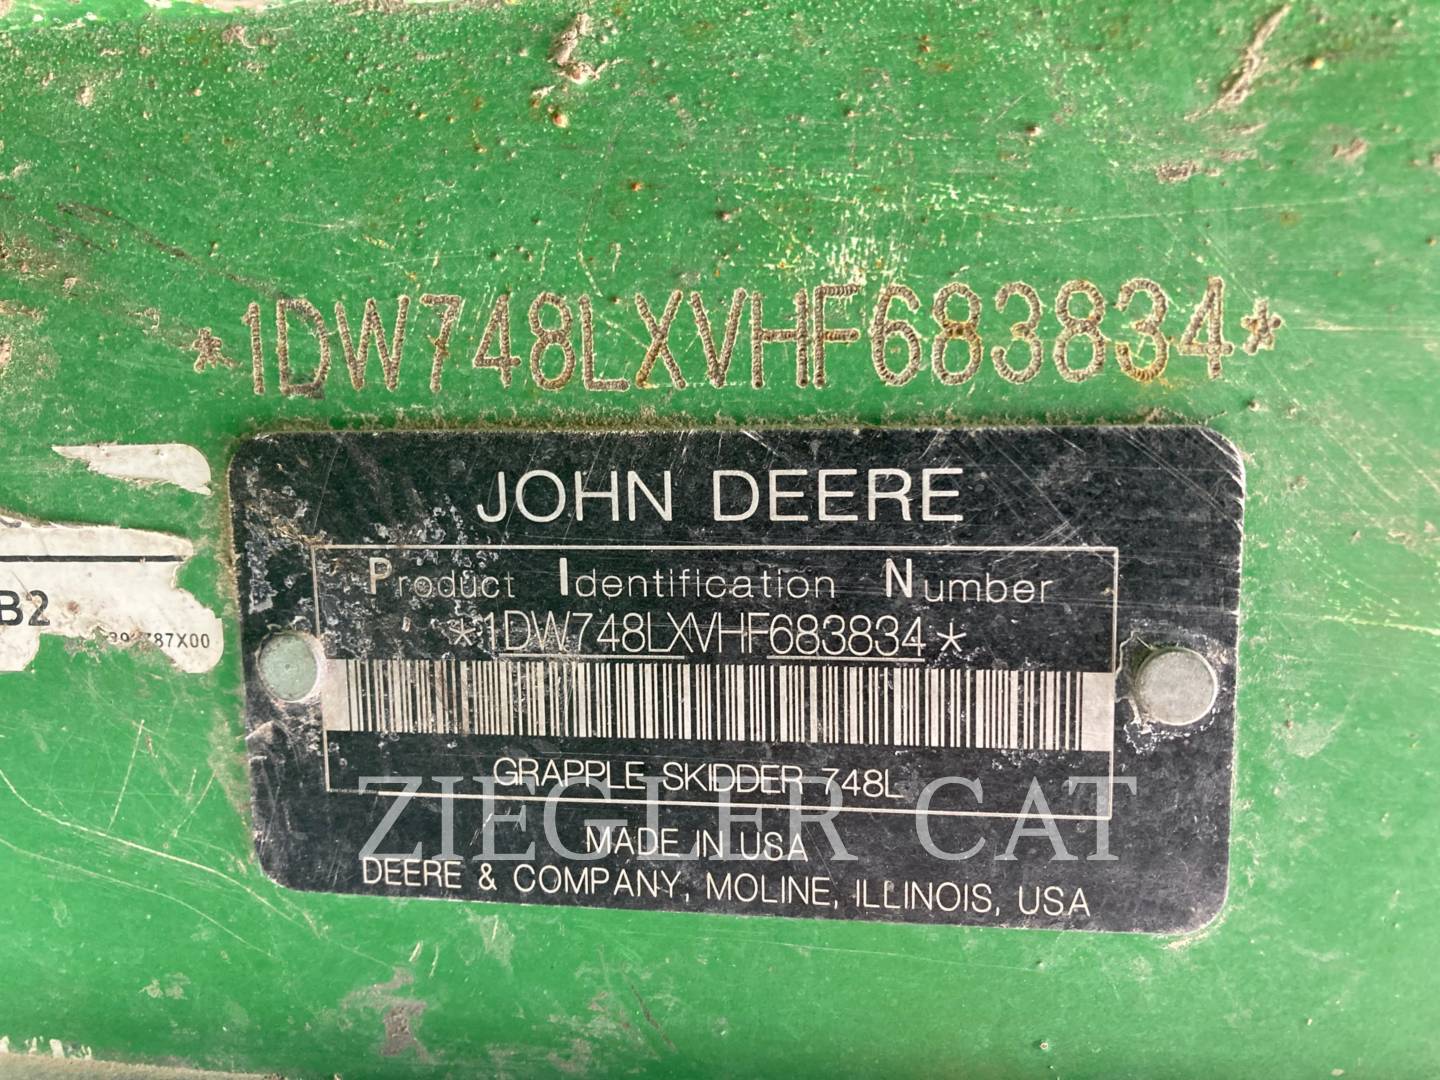 *1DW748LXVHF683834*
JOHN DEERE
Product Identification Number
*1DW748LXVHF683834*
GRAPPLE SKIDDER 748L
ZIEGLER CAT
MADE IN USA
DEERE & COMPANY, MOLINE, ILLINOIS, USA
B2
787X00